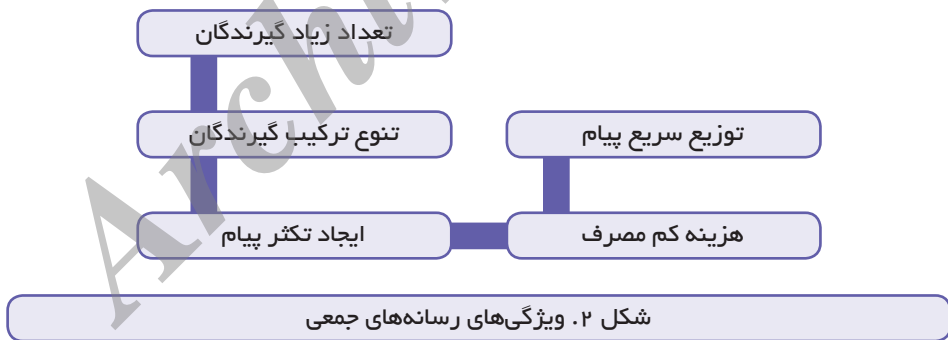 تعداد زیاد گیرندگان
تنوع ترکیب گیرندگان
توزیع سریع پیام
ایجاد تکثر پیام
هزینه کم مصرف
شکل ۲. ویژگی‌های رسانه‌های جمعی